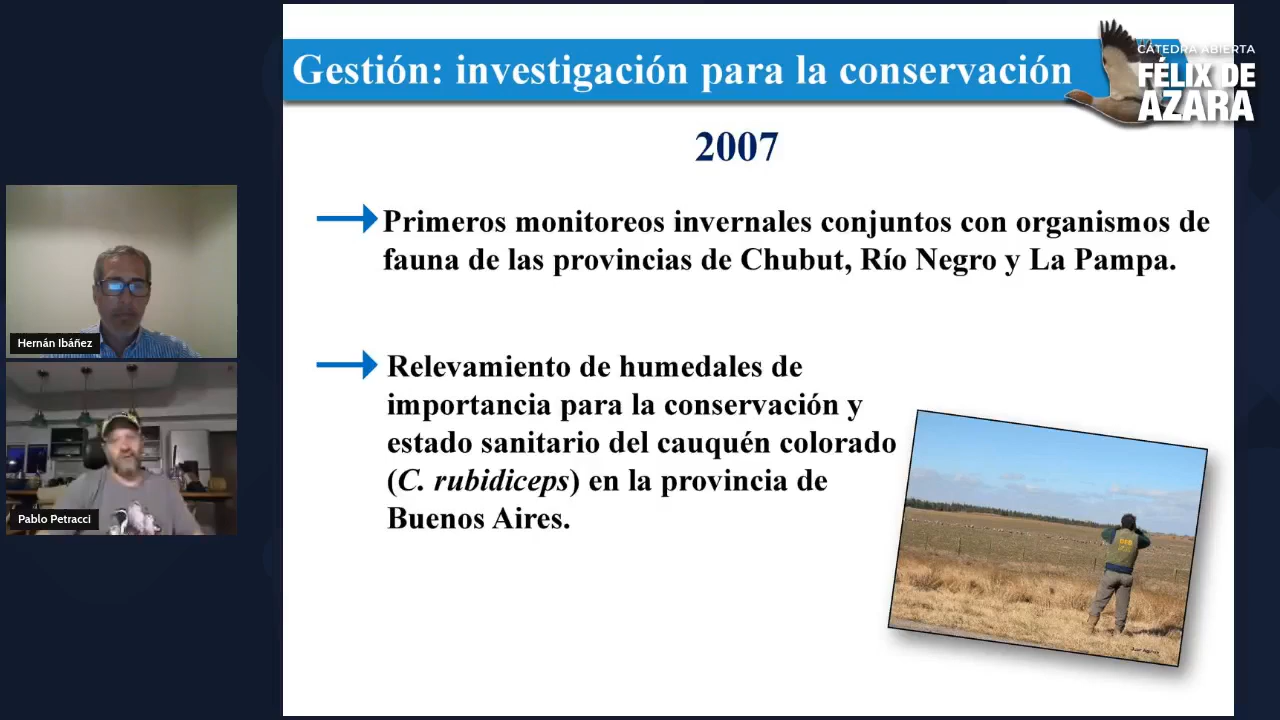 Gestión: investigación para la conservación
CÁTEDRA ABIERTA
FÉLIX DE
AZARA
2007
Primeros monitoreos invernales conjuntos con organismos de
fauna de las provincias de Chubut, Río Negro y La Pampa.
Relevamiento de humedales de
importancia para la conservación y
estado sanitario del cauquén colorado
(C. rubidiceps) en la provincia de
Buenos Aires.
Hernán Ibáñez
Pablo Petracci